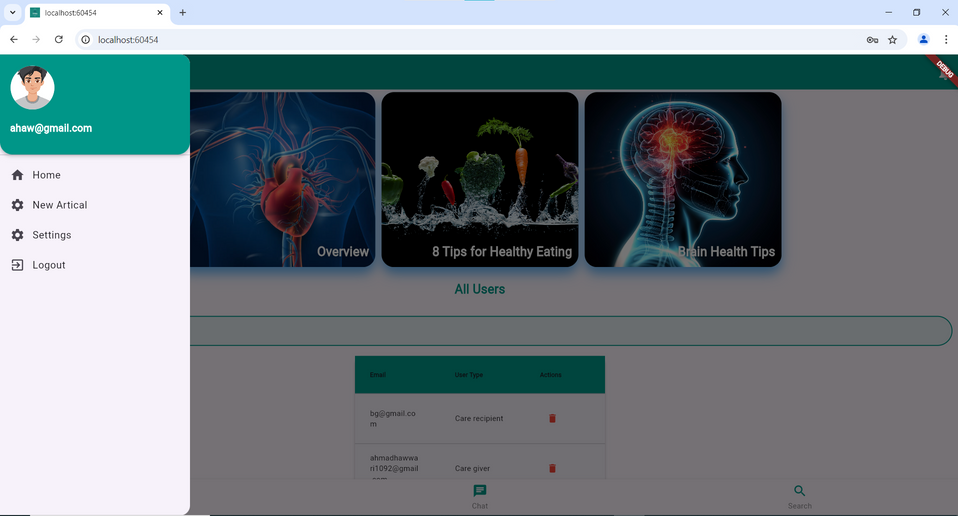 localhost:60454
localhost:60454
DEBUG
ahaw@gmail.com
Home
New Artical
Settings
Logout
Overview
8 Tips for Healthy Eating
Brain Health Tips
All Users
Email User Type Actions
bg@gmail.co
m
Care recipient
ahmadhawwa
ri1092@gmail
.com
Care giver
Chat
Search